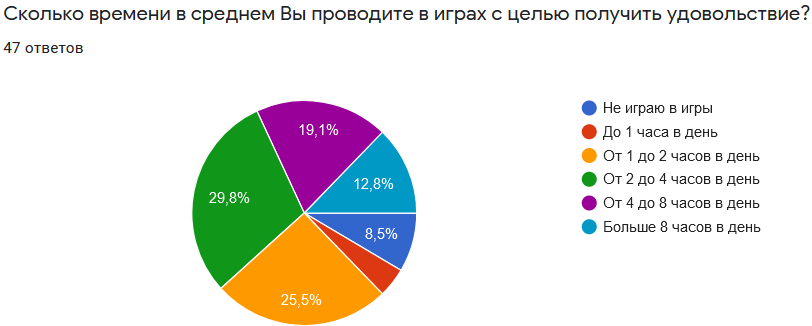 Сколько времени в среднем Вы проводите в играх с целью получить удовольствие?
47 ответов
19,1%
12,8%
29,8%
8,5%
25,5%
Не играю в игры
До 1 часа в день
От 1 до 2 часов в день
От 2 до 4 часов в день
От 4 до 8 часов в день
Больше 8 часов в день